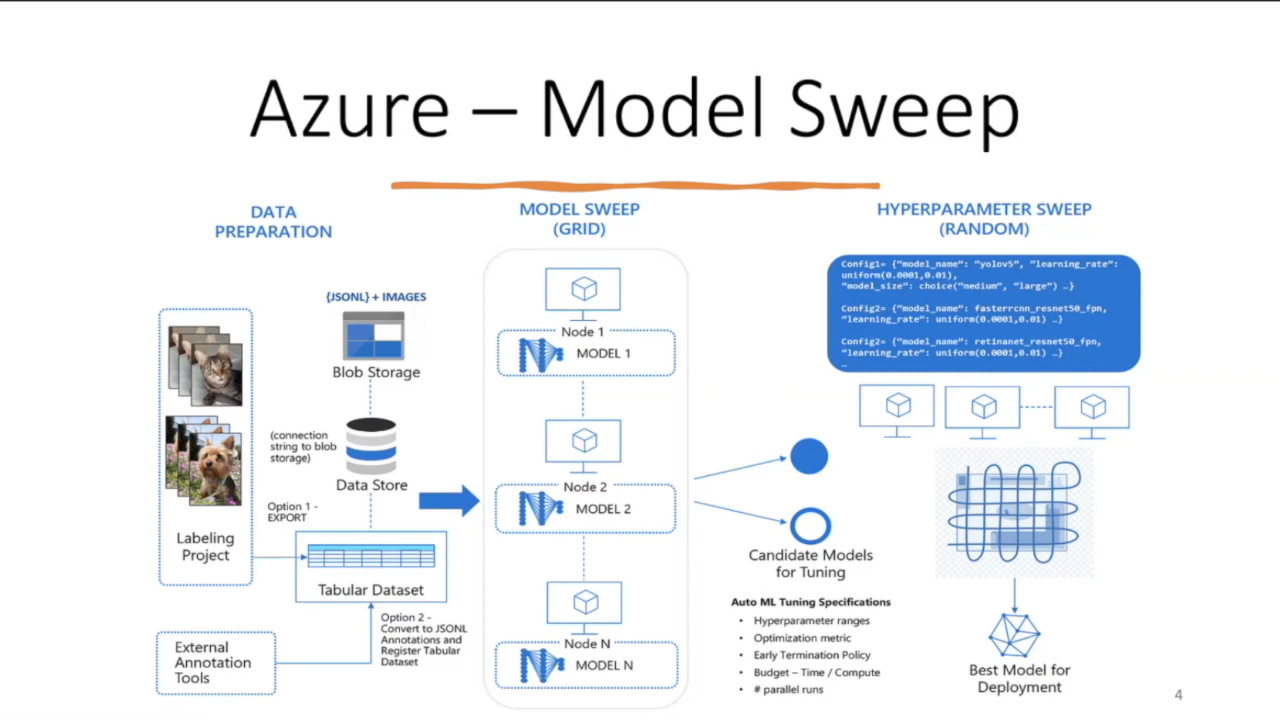 Azure – Model Sweep
DATA
PREPARATION
{JSONL} + IMAGES
Blob Storage
(connection
string to blob
storage)
Data Store
Option 1 -
EXPORT
Labeling
Project
Tabular Dataset
Option 2 -
Convert to JSONL
Annotations and
Register Tabular
Dataset
External
Annotation
Tools
MODEL SWEEP
(GRID)
Node 1
MODEL 1
Node 2
MODEL 2
Node N
MODEL N
Candidate Models
for Tuning
Auto ML Tuning Specifications
• Hyperparameter ranges
• Optimization metric
• Early Termination Policy
• Budget – Time / Compute
• # parallel runs
HYPERPARAMETER SWEEP
(RANDOM)
Config1= {“model_name”: “yolov5”, “learning_rate”:
uniform(0.0001,0.01),
“model_size”: choice(“medium”, “large”) …}
Config2= {“model_name”: fasterrcnn_resnet50_fpn,
“learning_rate”: uniform(0.0001,0.01) …}
Config2= {“model_name”: retinanet_resnet50_fpn,
“learning_rate”: uniform(0.0001,0.01) …}
…
Best Model for
Deployment
4